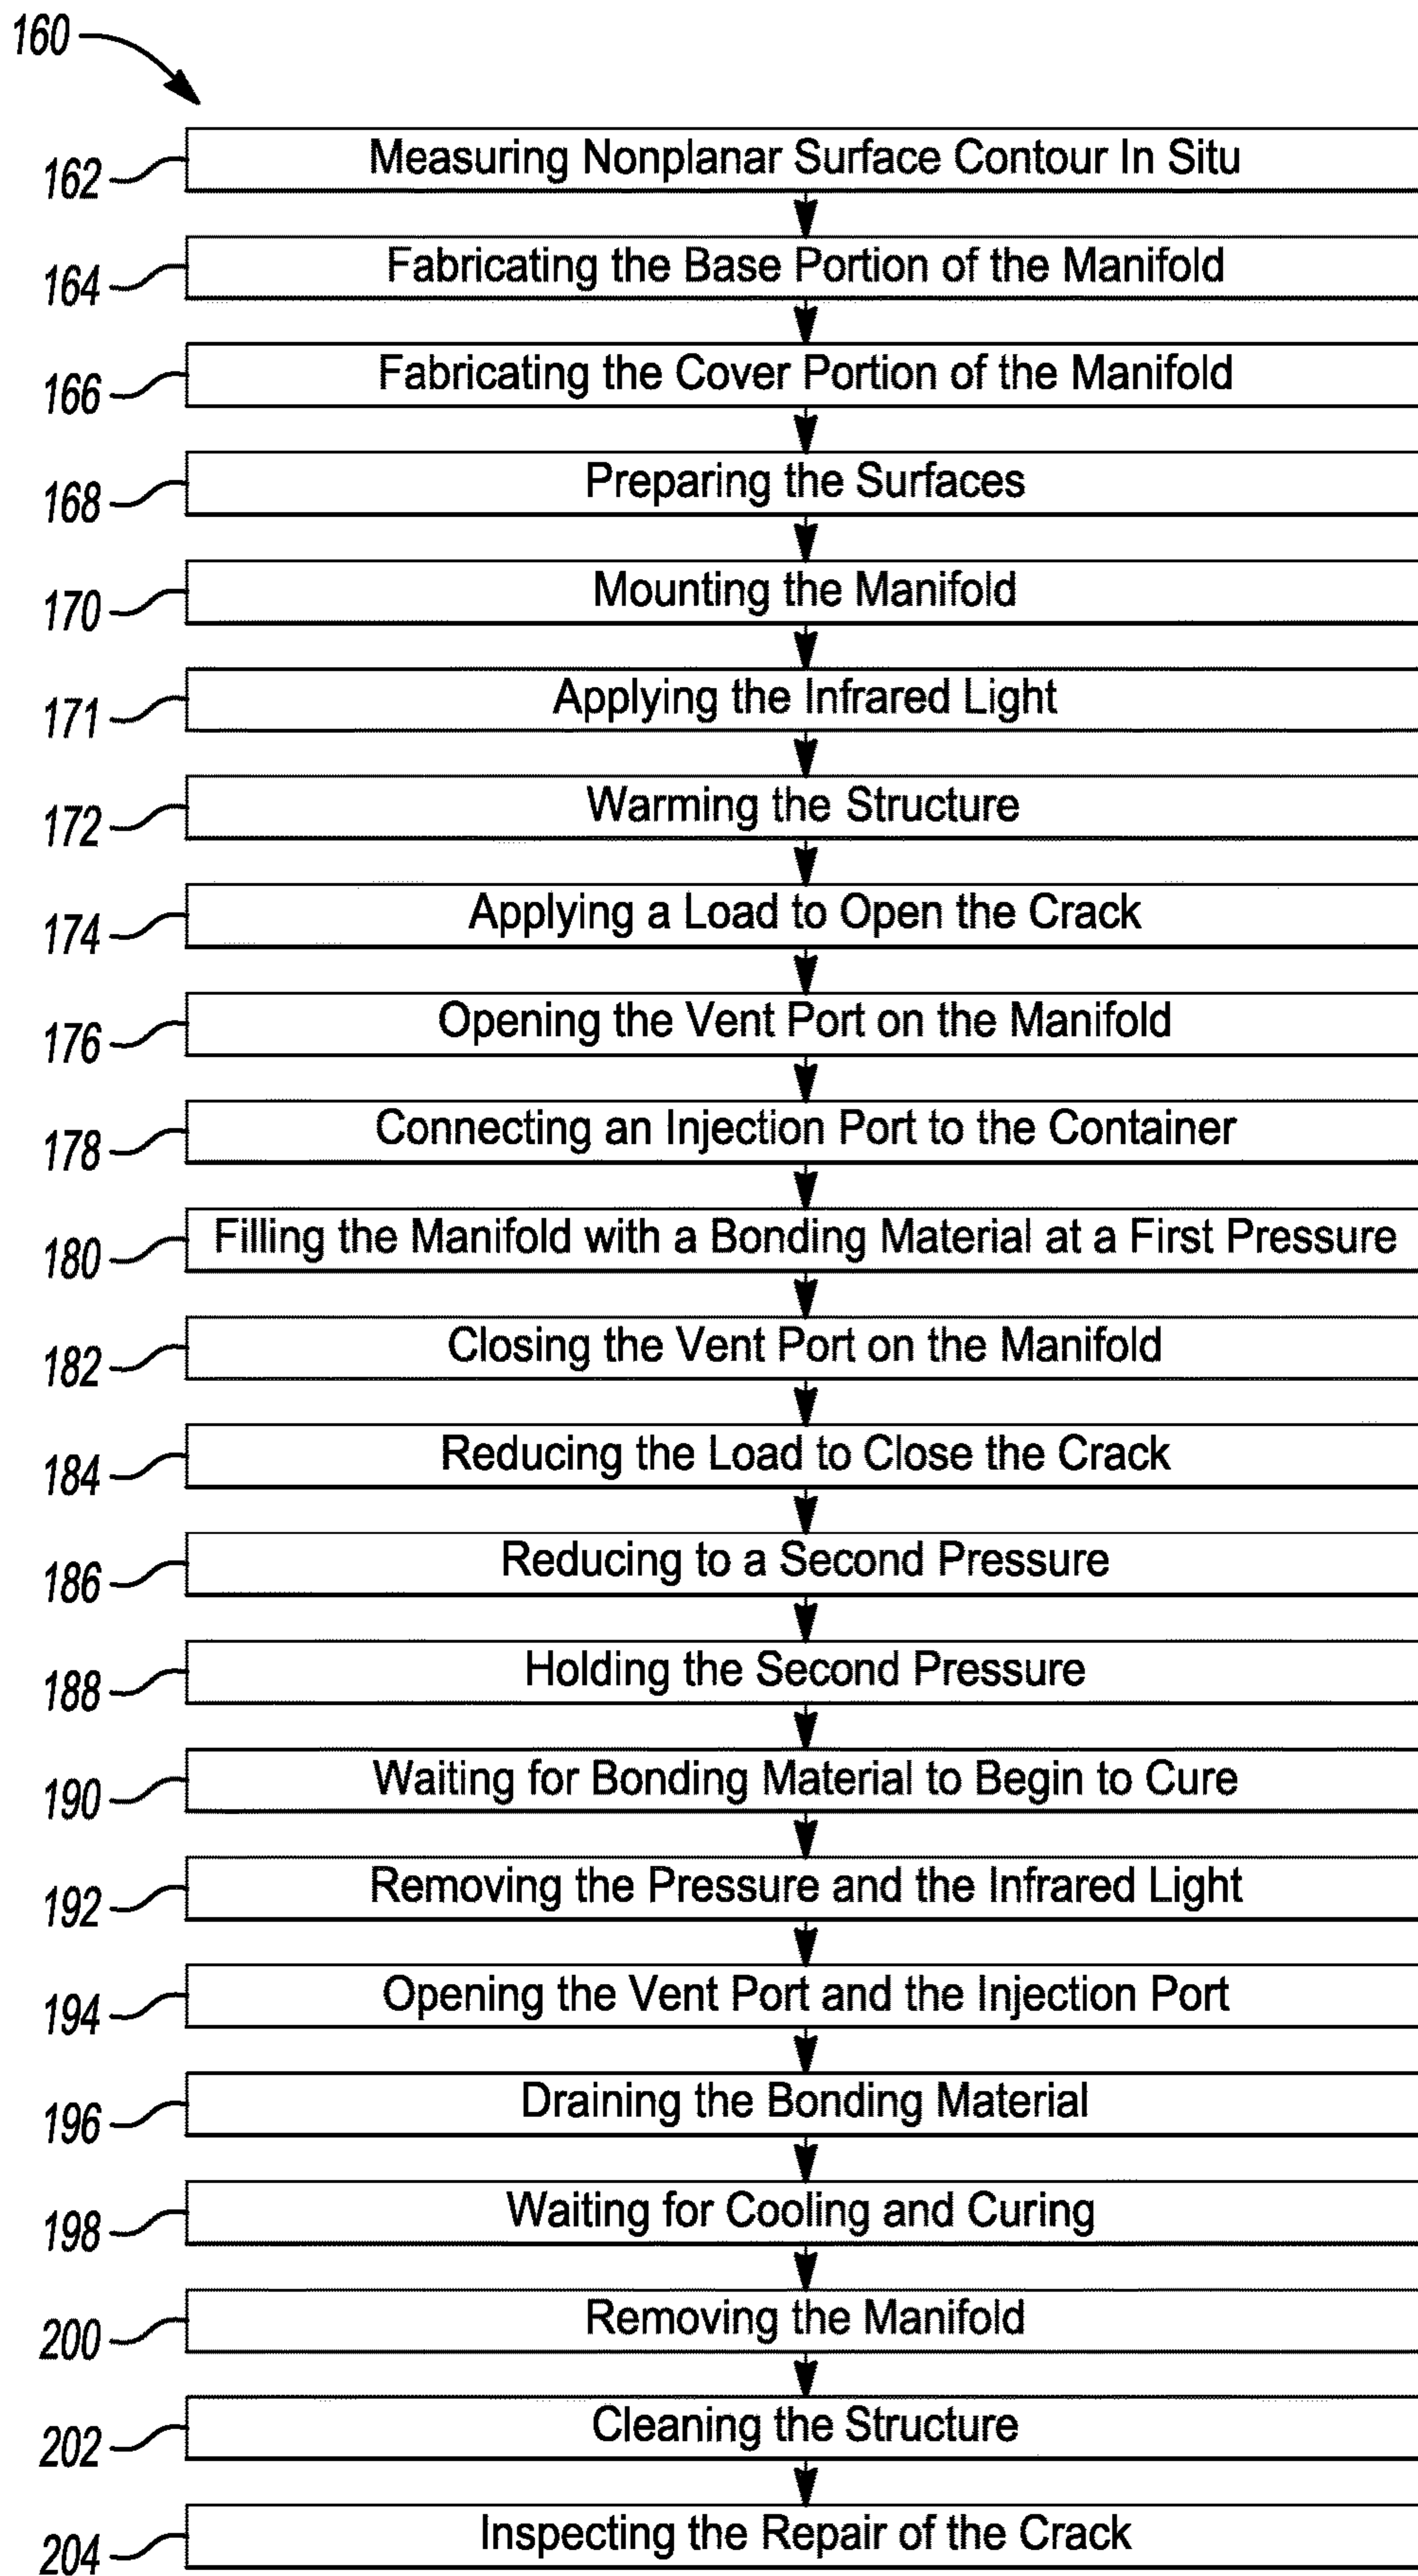 160
162 Measuring Nonplanar Surface Contour In Situ
164 Fabricating the Base Portion of the Manifold
166 Fabricating the Cover Portion of the Manifold
168 Preparing the Surfaces
170 Mounting the Manifold
171 Applying the Infrared Light
172 Warming the Structure
174 Applying a Load to Open the Crack
176 Opening the Vent Port on the Manifold
178 Connecting an Injection Port to the Container
180 Filling the Manifold with a Bonding Material at a First Pressure
182 Closing the Vent Port on the Manifold
184 Reducing the Load to Close the Crack
186 Reducing to a Second Pressure
188 Holding the Second Pressure
190 Waiting for Bonding Material to Begin to Cure
192 Removing the Pressure and the Infrared Light
194 Opening the Vent Port and the Injection Port
196 Draining the Bonding Material
198 Waiting for Cooling and Curing
200 Removing the Manifold
202 Cleaning the Structure
204 Inspecting the Repair of the Crack